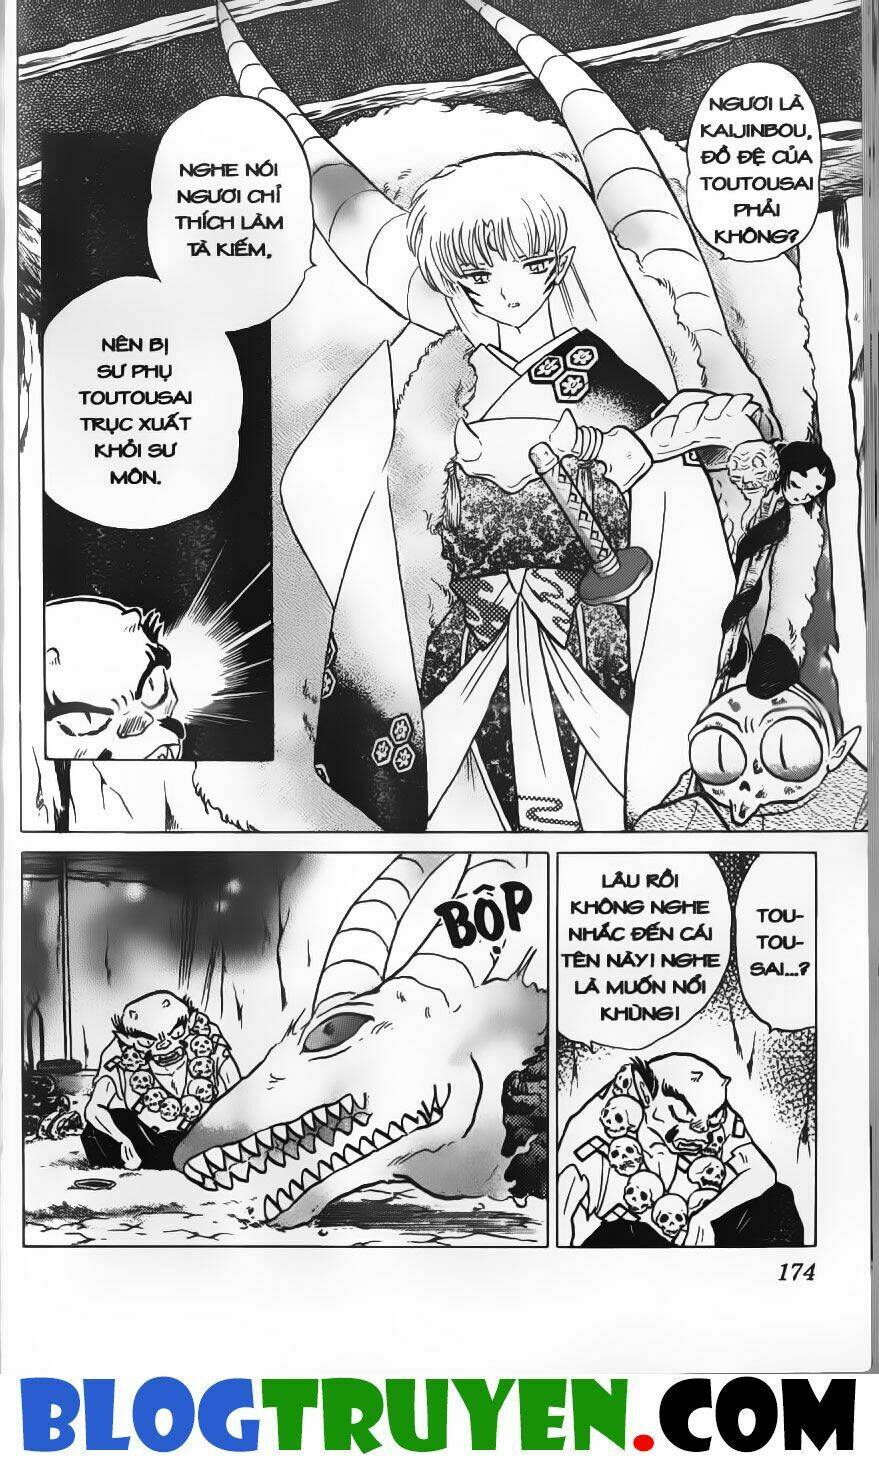 NGƯƠI LÀ
KAIJINBOU,
ĐỒ ĐỆ CỦA
TOUTOUSAI
PHẢI
KHÔNG?
NGHE NÓI
NGƯƠI CHỈ
THÍCH LÀM
TÀ KIẾM,
NÊN BỊ
SƯ PHỤ
TOUTOUSAI
TRỤC XUẤT
KHỎI SƯ
MÔN.
TOU-
TOU-
SAI...?
LÂU RỒI
KHÔNG NGHE
NHẮC ĐẾN CÁI
TÊN NÀY! NGHE
LÀ MUỐN NỔI
KHÙNG!
BỘP
174
BLOGTRUYEN.COM